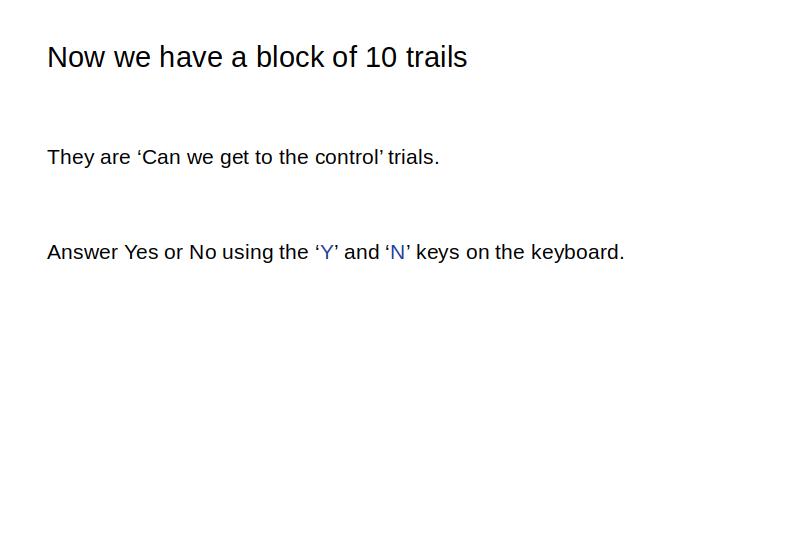 Now we have a block of 10 trails
They are ‘Can we get to the control’ trials.
Answer Yes or No using the ‘Y’ and ‘N’ keys on the keyboard.